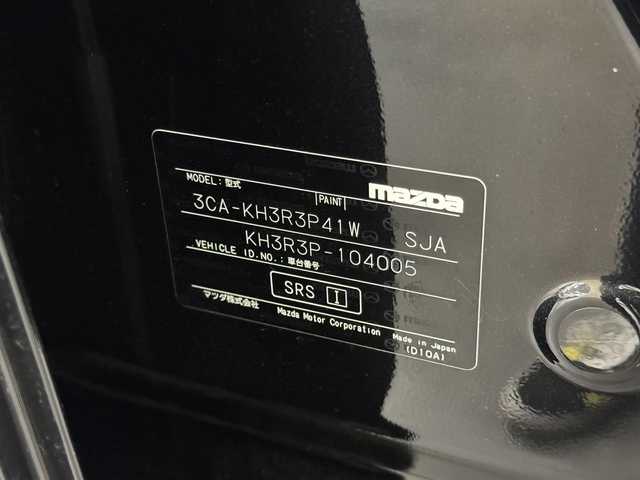 mazda
MODEL: 型式 PAINT
3CA-KH3R3P41W SJA
KH3R3P-104005
VEHICLE ID.NO.: 車台番号
SRS I
マツダ株式会社 Mazda Motor Corporation Made in Japan
(D10A)